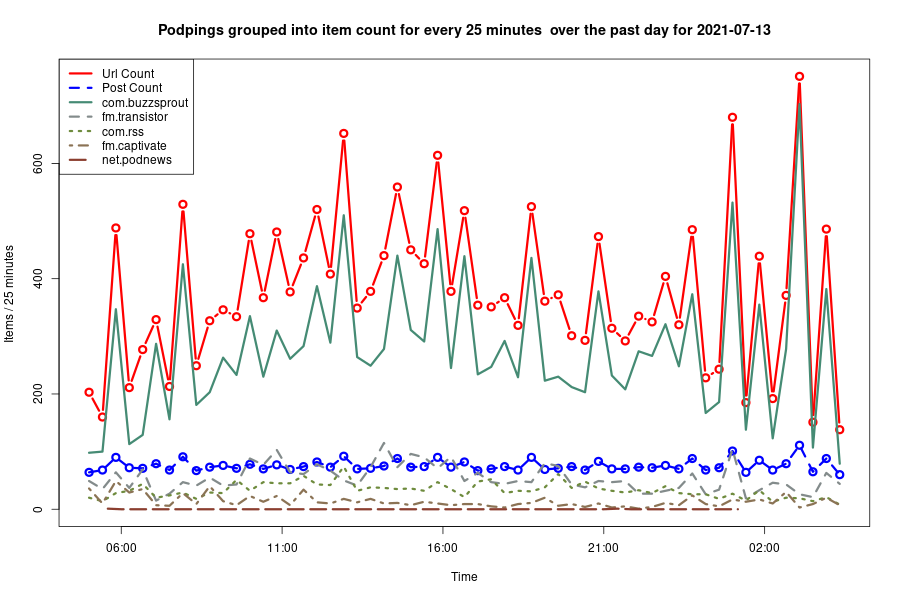 Podpings grouped into item count for every 25 minutes  over the past day for 2021-07-13
Url Count
Post Count
com.buzzsprout
fm.transistor
com.rss
fm.captivate
net.podnews
600
400
200
0
Items / 25 minutes
06:00 11:00 16:00 21:00 02:00
Time